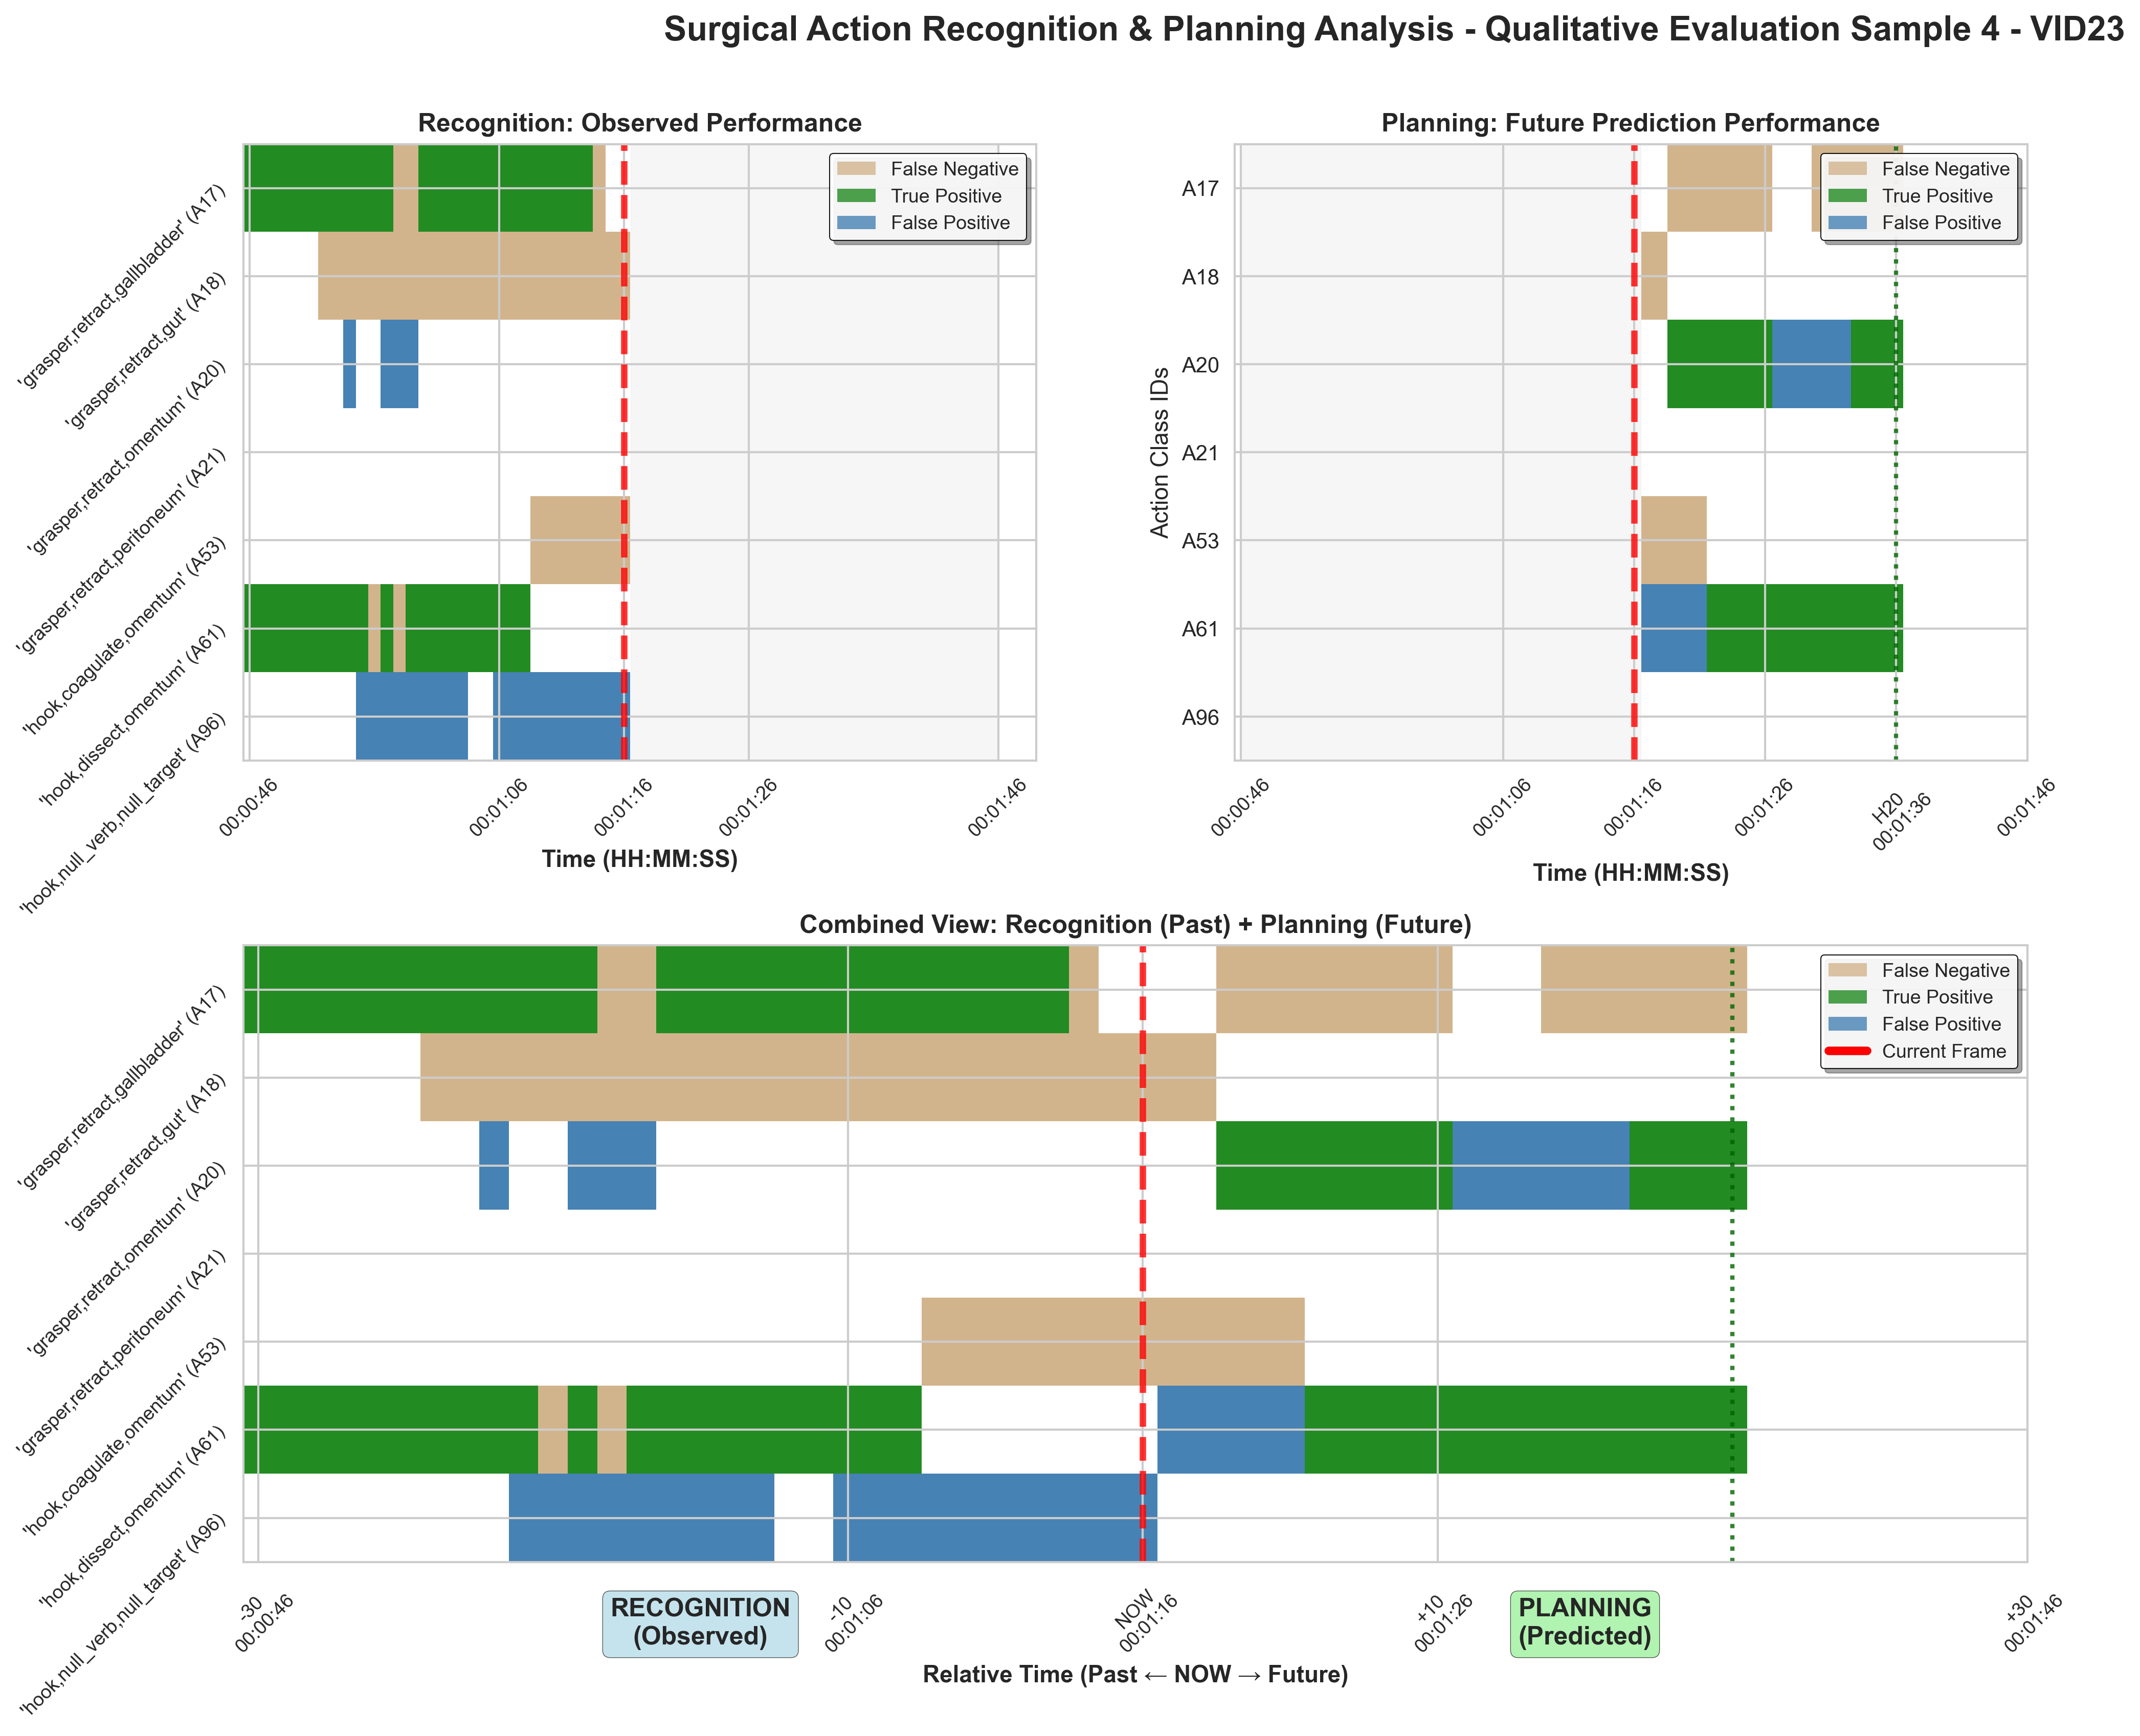 Surgical Action Recognition & Planning Analysis - Qualitative Evaluation Sample 4 - VID23
Recognition: Observed Performance
False Negative
True Positive
False Positive
'grasper,retract,gallbladder' (A17)
'grasper,retract,gut' (A18)
'grasper,retract,omentum' (A20)
'grasper,retract,peritoneum' (A21)
'hook,coagulate,omentum' (A53)
'hook,dissect,omentum' (A61)
'hook,null_verb,null_target' (A96)
00:00:46
00:01:06
00:01:16
00:01:26
00:01:46
Time (HH:MM:SS)
Planning: Future Prediction Performance
False Negative
True Positive
False Positive
Action Class IDs
A17
A18
A20
A21
A53
A61
A96
00:00:46
00:01:06
00:01:16
00:01:26
H20
00:01:36
00:01:46
Time (HH:MM:SS)
Combined View: Recognition (Past) + Planning (Future)
False Negative
True Positive
False Positive
Current Frame
'grasper,retract,gallbladder' (A17)
'grasper,retract,gut' (A18)
'grasper,retract,omentum' (A20)
'grasper,retract,peritoneum' (A21)
'hook,coagulate,omentum' (A53)
'hook,dissect,omentum' (A61)
'hook,null_verb,null_target' (A96)
-30
00:00:46
RECOGNITION
(Observed)
-10
00:01:06
NOW
00:01:16
+10
00:01:26
PLANNING
(Predicted)
+30
00:01:46
Relative Time (Past ← NOW → Future)